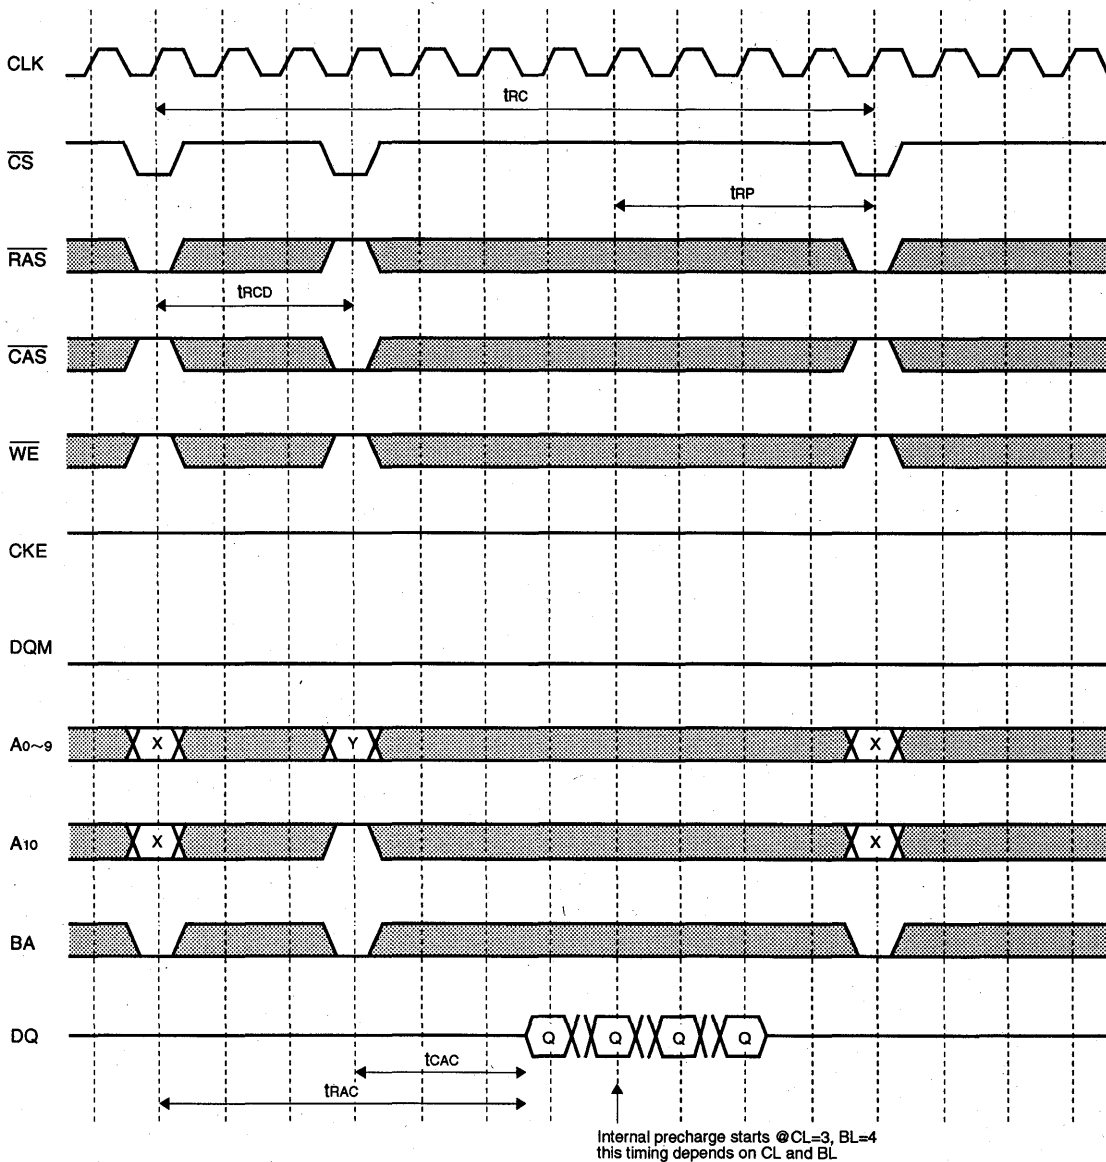 CLK
tRC
CS
tRP
RAS
tRCD
CAS
WE
CKE
DQM
A0~9 X Y X
A10 X X
BA
DQ Q Q Q Q
tCAC
tRAC
Internal precharge starts @CL=3, BL=4
this timing depends on CL and BL